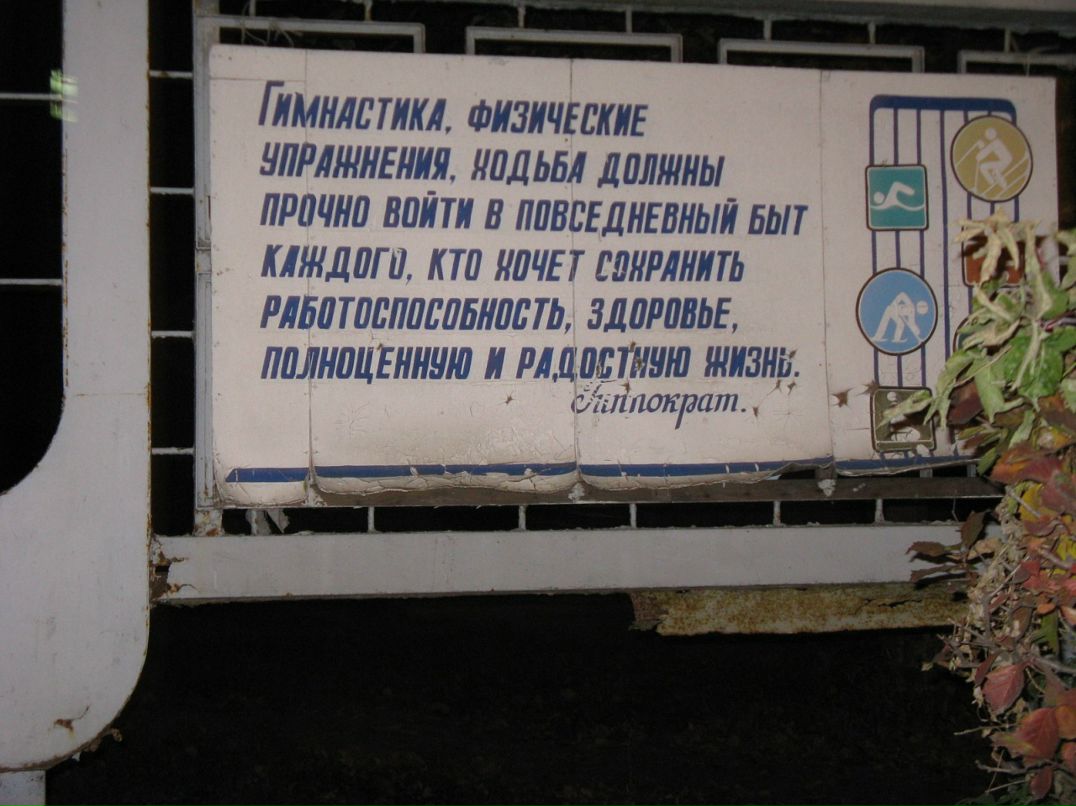 Гимнастика, физические
упражнения, ходьба должны
прочно войти в повседневный быт
каждого, кто хочет сохранить
работоспособность, здоровье,
полноценную и радостную жизнь.
Гиппократ.